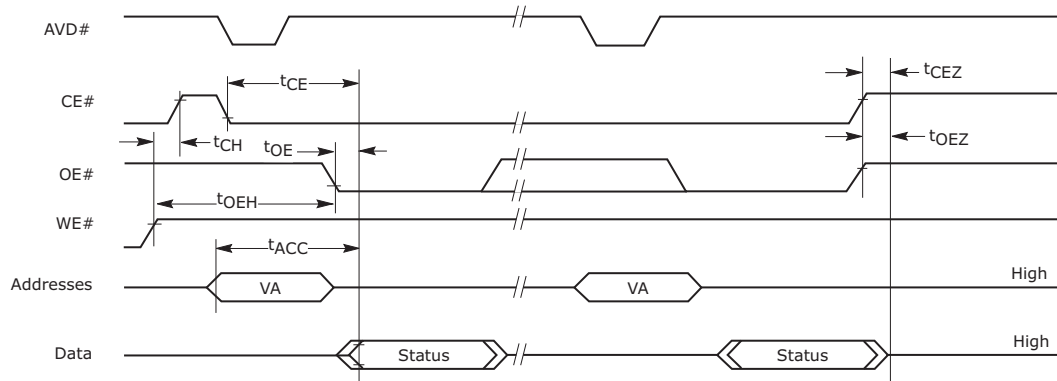 AVD#
tCEZ
tCE
CE#
tCH
tOE
tOEZ
OE#
tOEH
WE#
tACC
Addresses
VA
VA
High
Data
Status
Status
High